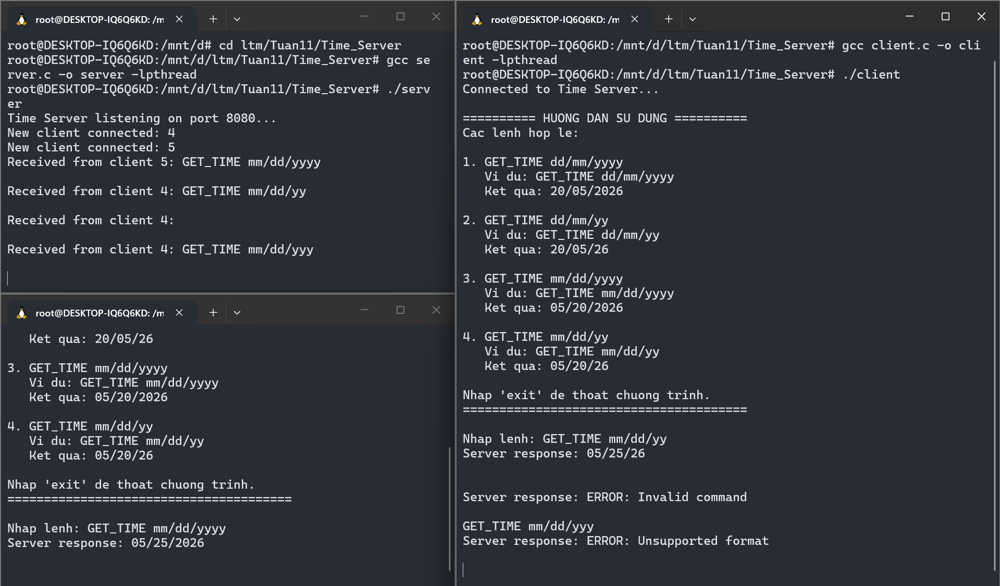 root@DESKTOP-IQ6Q6KD: /m
root@DESKTOP-IQ6Q6KD:/mnt/d# cd ltm/Tuan11/Time_Server
root@DESKTOP-IQ6Q6KD:/mnt/d/ltm/Tuan11/Time_Server# gcc se
rver.c -o server -lpthread
root@DESKTOP-IQ6Q6KD:/mnt/d/ltm/Tuan11/Time_Server# ./serv
er
Time Server listening on port 8080...
New client connected: 4
New client connected: 5
Received from client 5: GET_TIME mm/dd/yyyy
Received from client 4: GET_TIME mm/dd/yy
Received from client 4:
Received from client 4: GET_TIME mm/dd/yyy
root@DESKTOP-IQ6Q6KD: /m
Ket qua: 20/05/26
3. GET_TIME mm/dd/yyyy
Vi du: GET_TIME mm/dd/yyyy
Ket qua: 05/20/2026
4. GET_TIME mm/dd/yy
Vi du: GET_TIME mm/dd/yy
Ket qua: 05/20/26
Nhap 'exit' de thoat chuong trinh.
=======================================
Nhap lenh: GET_TIME mm/dd/yyyy
Server response: 05/25/2026
root@DESKTOP-IQ6Q6KD: /m
root@DESKTOP-IQ6Q6KD:/mnt/d/ltm/Tuan11/Time_Server# gcc client.c -o cli
ent -lpthread
root@DESKTOP-IQ6Q6KD:/mnt/d/ltm/Tuan11/Time_Server# ./client
Connected to Time Server...
========== HUONG DAN SU DUNG ==========
Cac lenh hop le:
1. GET_TIME dd/mm/yyyy
Vi du: GET_TIME dd/mm/yyyy
Ket qua: 20/05/2026
2. GET_TIME dd/mm/yy
Vi du: GET_TIME dd/mm/yy
Ket qua: 20/05/26
3. GET_TIME mm/dd/yyyy
Vi du: GET_TIME mm/dd/yyyy
Ket qua: 05/20/2026
4. GET_TIME mm/dd/yy
Vi du: GET_TIME mm/dd/yy
Ket qua: 05/20/26
Nhap 'exit' de thoat chuong trinh.
=======================================
Nhap lenh: GET_TIME mm/dd/yy
Server response: 05/25/26
Server response: ERROR: Invalid command
GET_TIME mm/dd/yyy
Server response: ERROR: Unsupported format